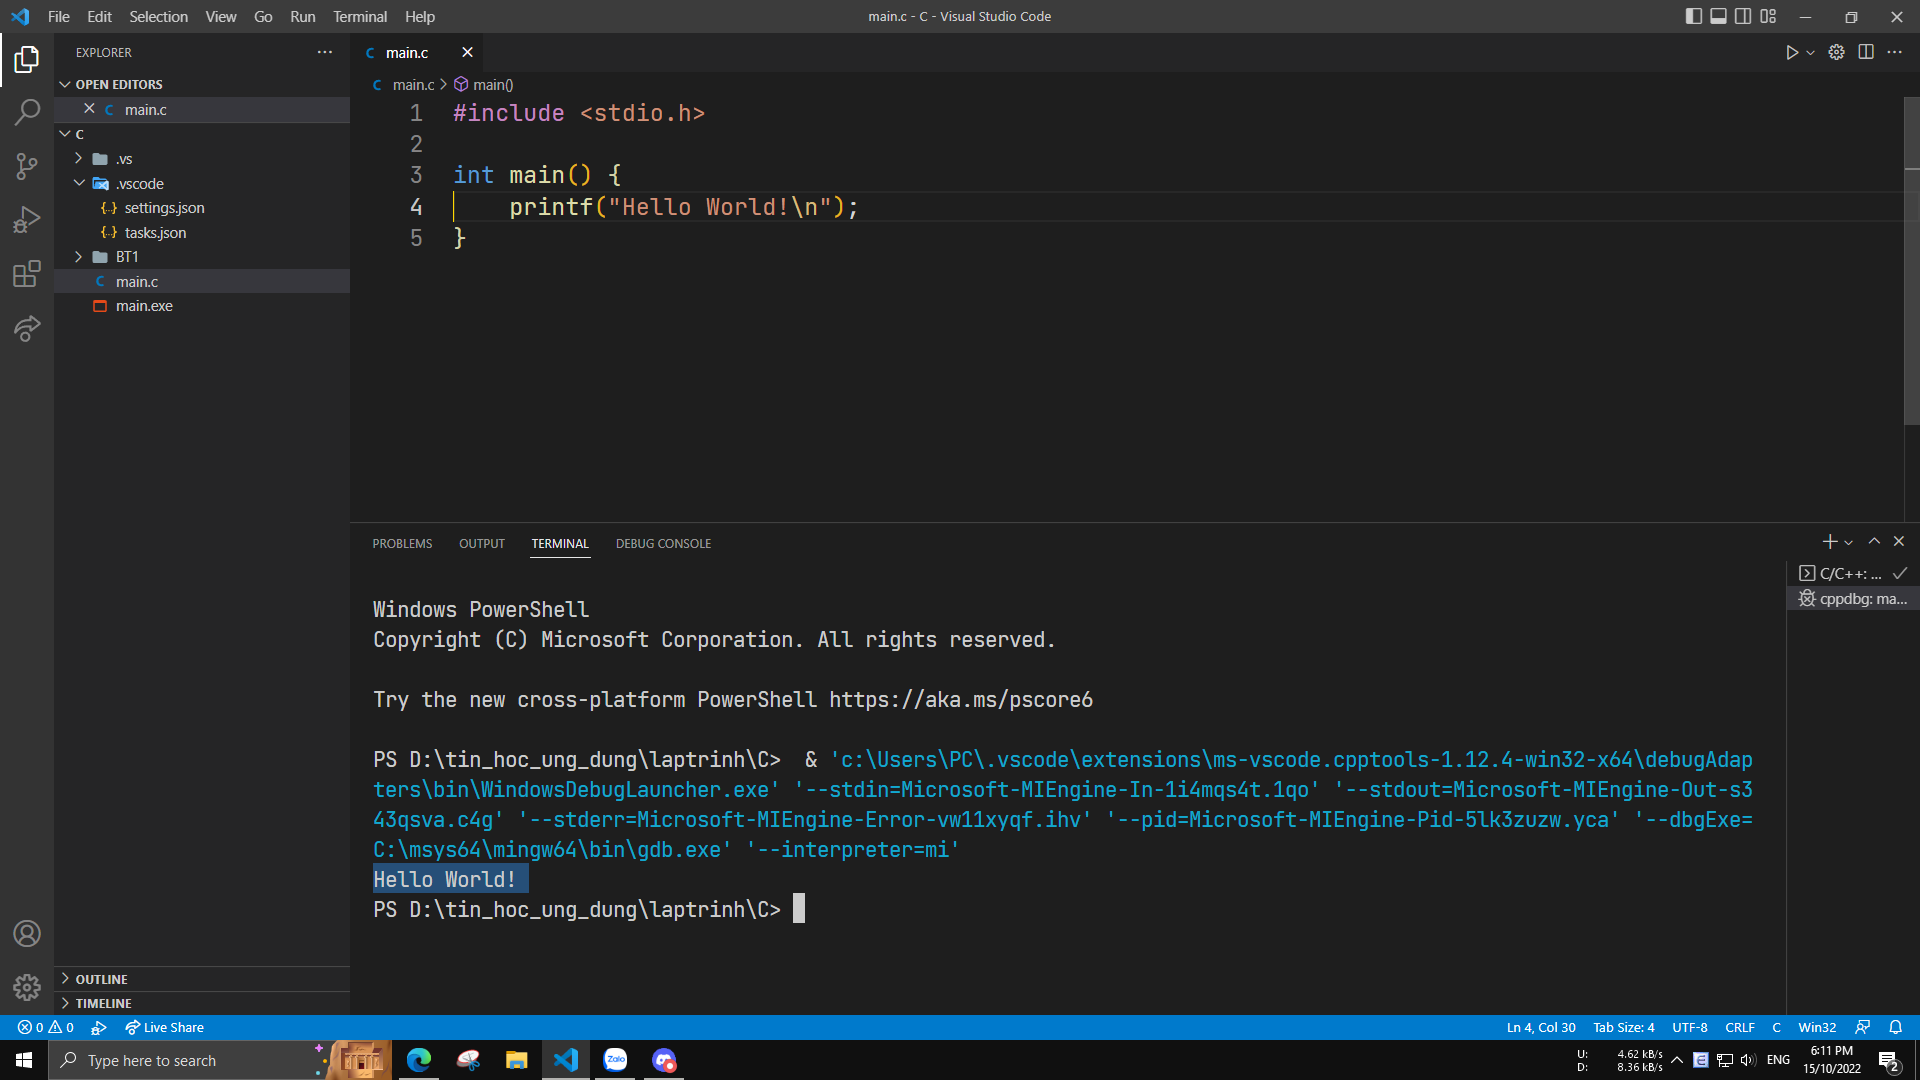 File Edit Selection View Go Run Terminal Help
main.c - C - Visual Studio Code
EXPLORER
OPEN EDITORS
main.c
C
.vs
.vscode
settings.json
tasks.json
BT1
main.c
main.exe
OUTLINE
TIMELINE
main.c
main.c > main()
1 #include <stdio.h>
2
3 int main() {
4 printf("Hello World!\n");
5 }
PROBLEMS OUTPUT TERMINAL DEBUG CONSOLE
C/C++: ...
cppdbg: ma...
Windows PowerShell
Copyright (C) Microsoft Corporation. All rights reserved.
Try the new cross-platform PowerShell https://aka.ms/pscore6
PS D:\tin_hoc_ung_dung\laptrinh\C>  & 'c:\Users\PC\.vscode\extensions\ms-vscode.cpptools-1.12.4-win32-x64\debugAdap
ters\bin\WindowsDebugLauncher.exe' '--stdin=Microsoft-MIEngine-In-1i4mqs4t.1qo' '--stdout=Microsoft-MIEngine-Out-s3
43qsva.c4g' '--stderr=Microsoft-MIEngine-Error-vw11xyqf.ihv' '--pid=Microsoft-MIEngine-Pid-5lk3zuzw.yca' '--dbgExe=
C:\msys64\mingw64\bin\gdb.exe' '--interpreter=mi'
Hello World!
PS D:\tin_hoc_ung_dung\laptrinh\C>
0 0 Live Share
Ln 4, Col 30 Tab Size: 4 UTF-8 CRLF C Win32
Type here to search
Zalo
U: 4.62 kB/s
D: 8.36 kB/s
ENG
6:11 PM
15/10/2022
2